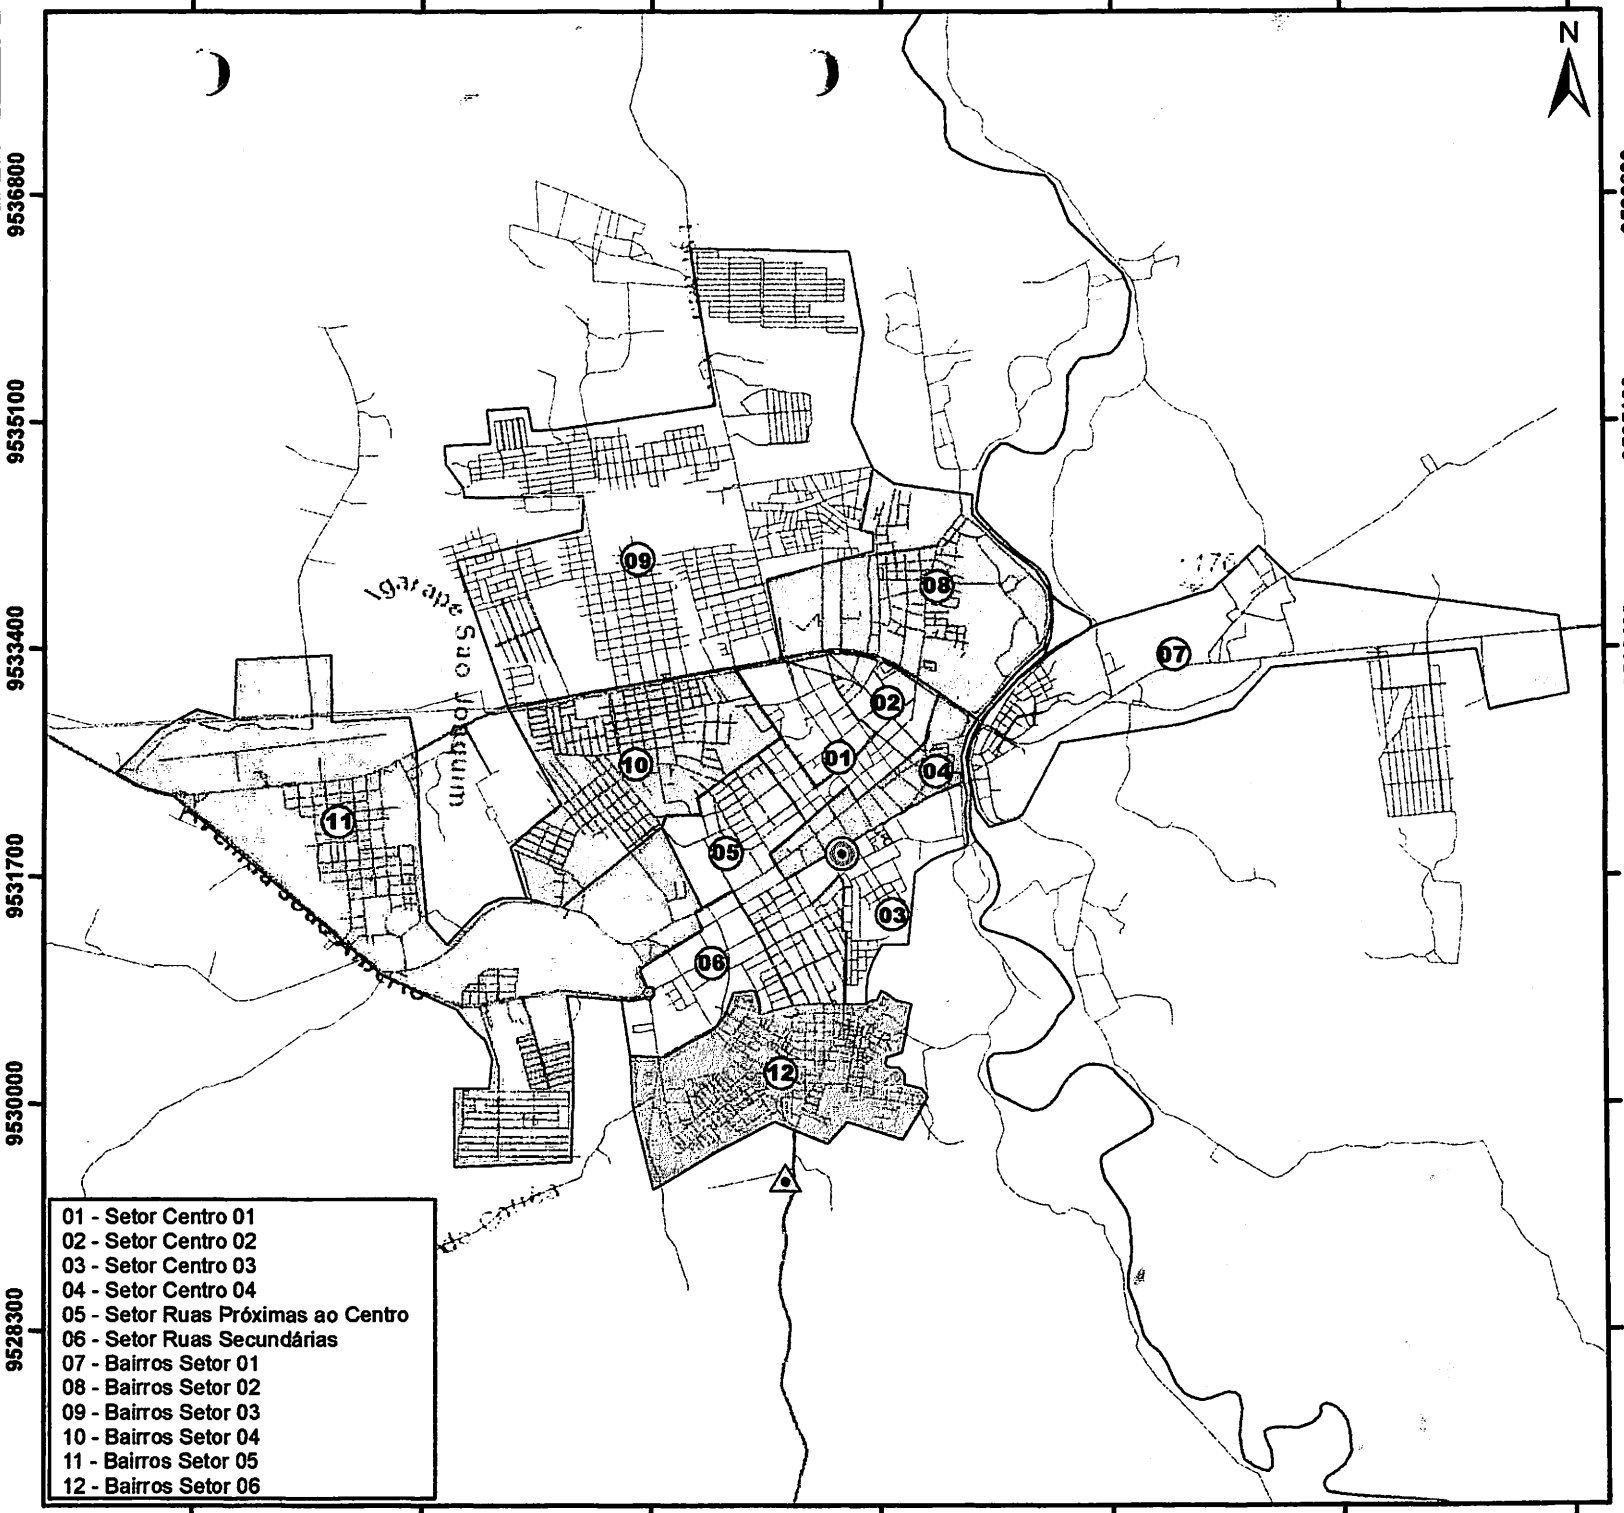 N
9536800
9535100
9533400
9531700
9530000
9528300
176
Igarape Sao Joaquim
09
08
07
02
01
04
10
11
05
03
06
12
01 - Setor Centro 01
02 - Setor Centro 02
03 - Setor Centro 03
04 - Setor Centro 04
05 - Setor Ruas Próximas ao Centro
06 - Setor Ruas Secundárias
07 - Bairros Setor 01
08 - Bairros Setor 02
09 - Bairros Setor 03
10 - Bairros Setor 04
11 - Bairros Setor 05
12 - Bairros Setor 06